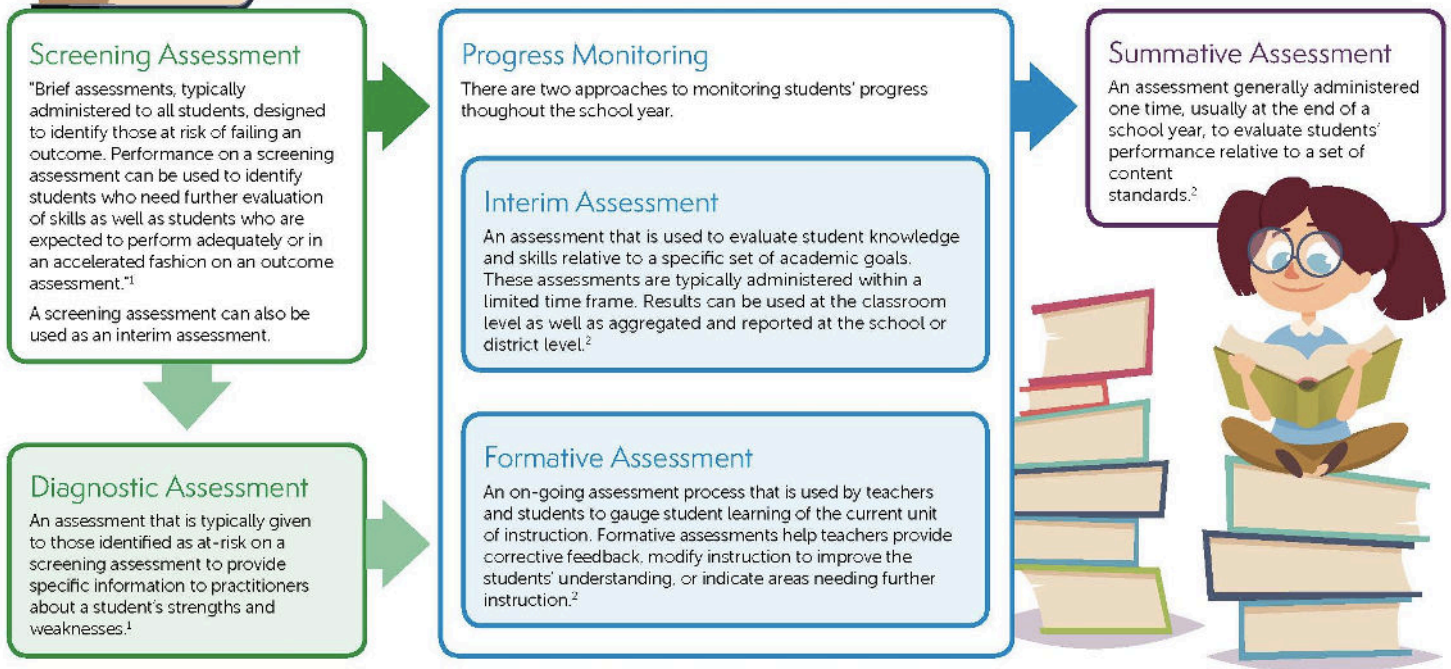 Screening Assessment
"Brief assessments, typically
administered to all students, designed
to identify those at risk of failing an
outcome. Performance on a screening
assessment can be used to identify
students who need further evaluation
of skills as well as students who are
expected to perform adequately or in
an accelerated fashion on an outcome
assessment."1
A screening assessment can also be
used as an interim assessment.
Diagnostic Assessment
An assessment that is typically given
to those identified as at-risk on a
screening assessment to provide
specific information to practitioners
about a student's strengths and
weaknesses.1
Progress Monitoring
There are two approaches to monitoring students' progress
thoughout the school year.
Interim Assessment
An assessment that is used to evaluate student knowledge
and skills relative to a specific set of academic goals.
These assessments are typically administered within a
limited time frame. Results can be used at the classroom
level as well as aggregated and reported at the school or
district level.2
Formative Assessment
An on-going assessment process that is used by teachers
and students to gauge student learning of the current unit
of instruction. Formative assessments help teachers provide
corrective feedback, modify instruction to improve the
students' understanding, or indicate areas needing further
instruction.2
Summative Assessment
An assessment generally administered
one time, usually at the end of a
school year, to evaluate students'
performance relative to a set of
content
standards.2